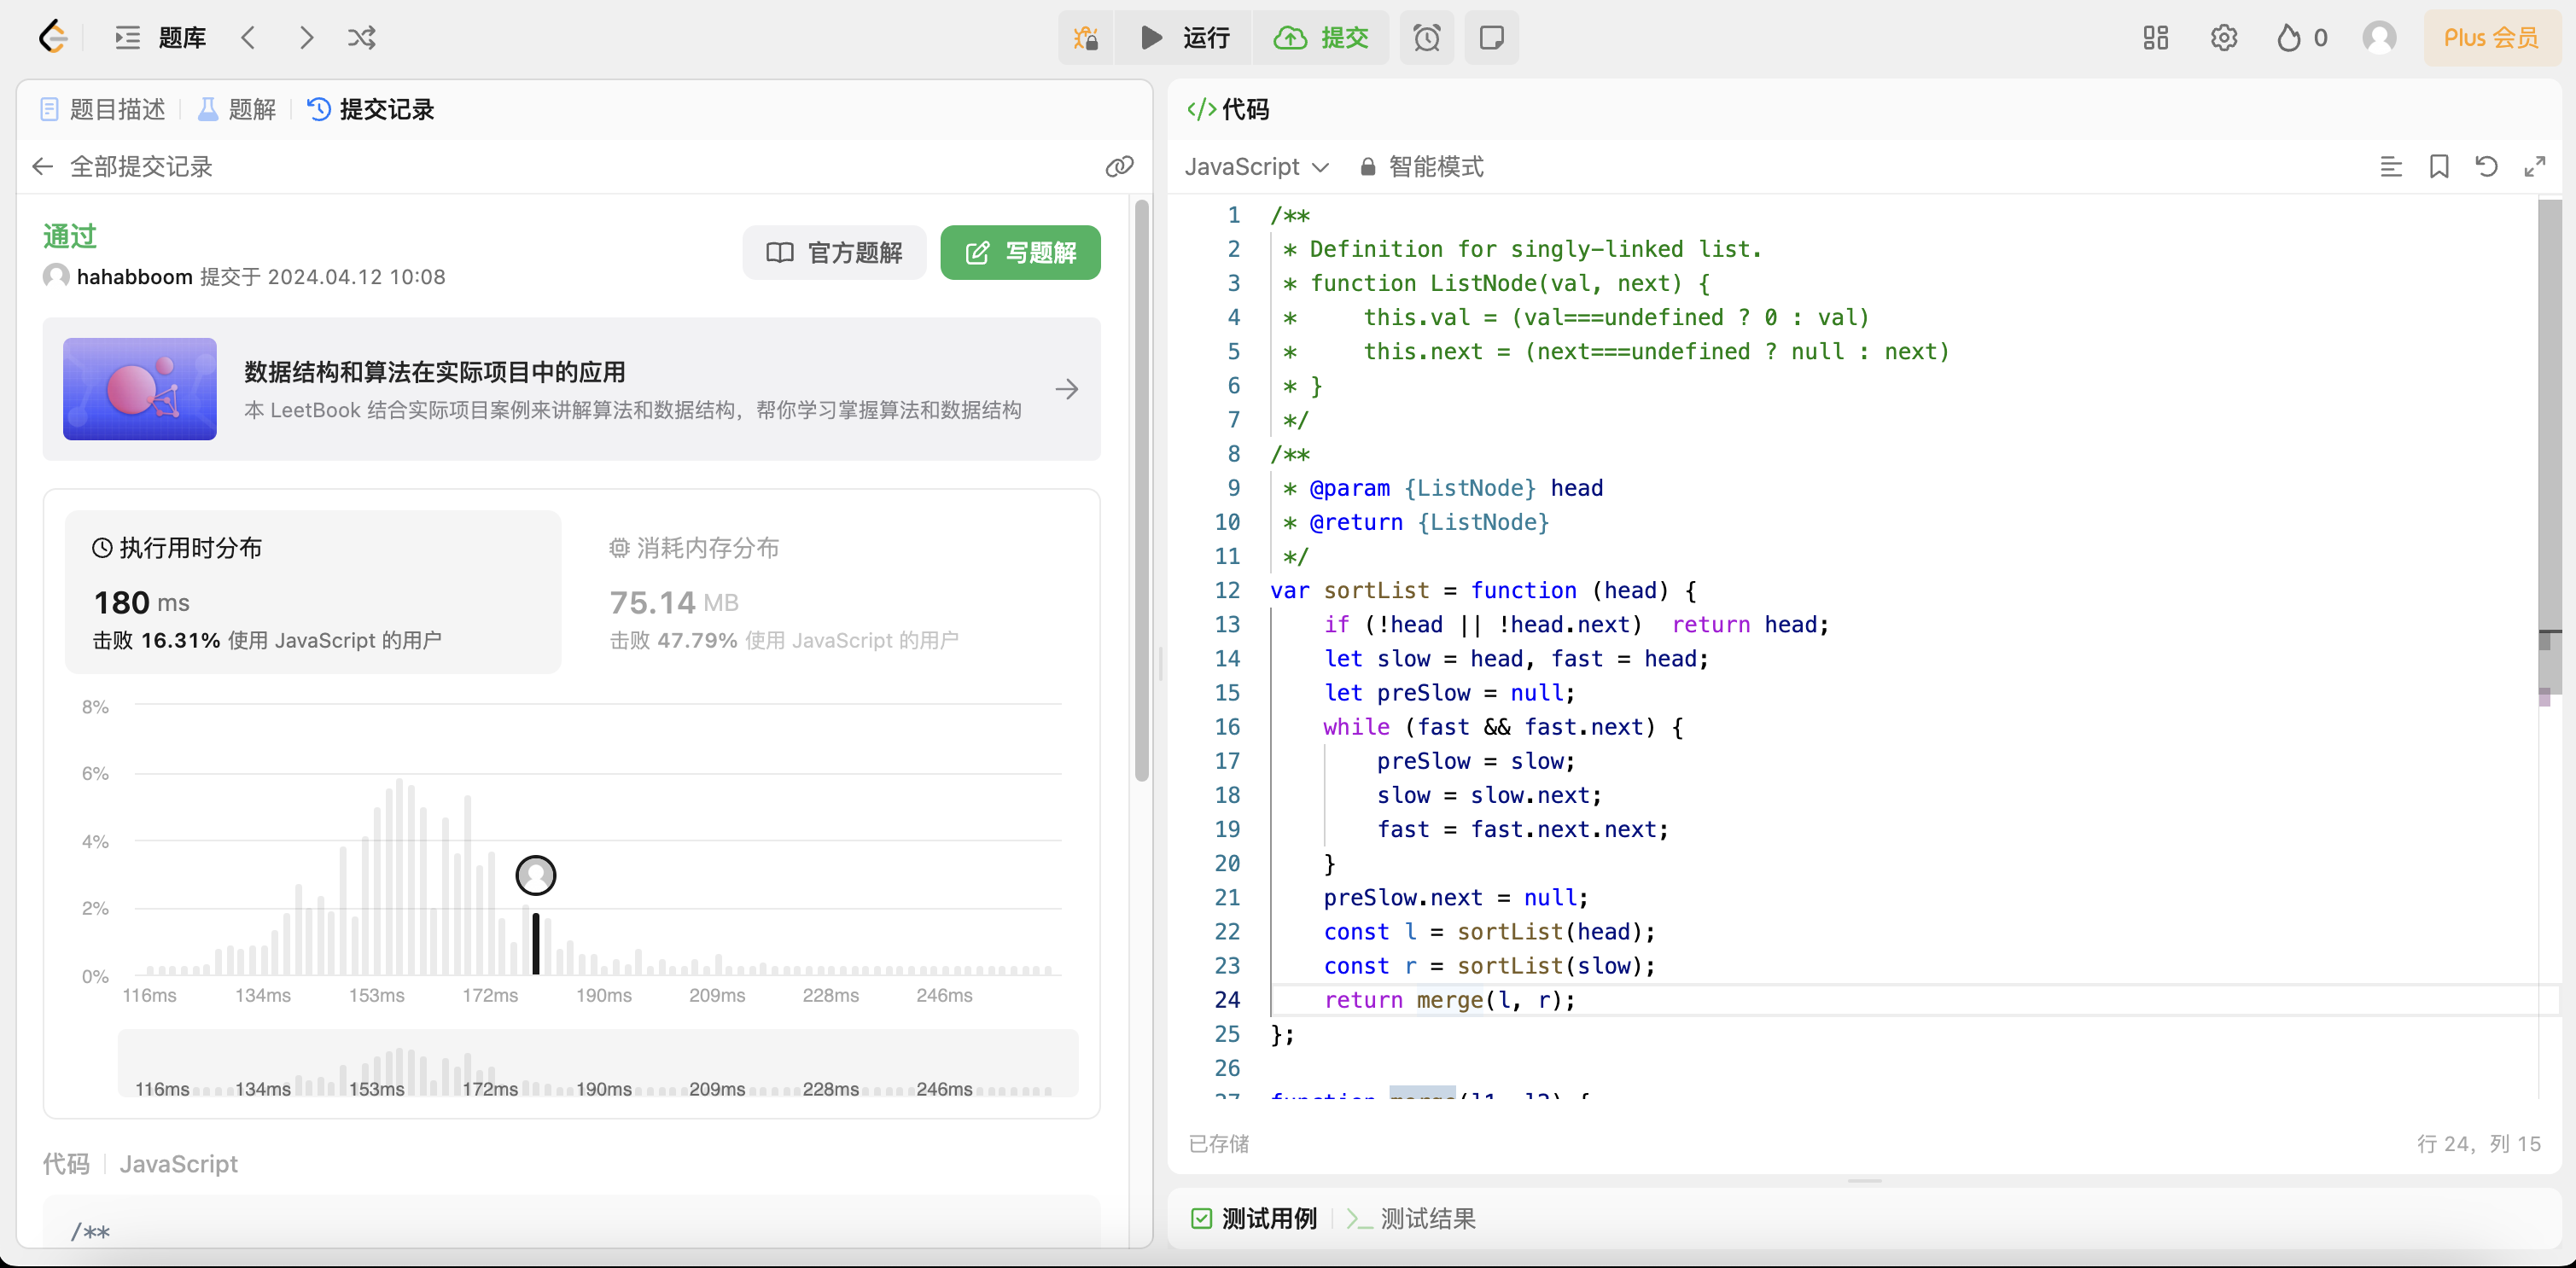 题库
运行
提交
0
Plus 会员
题目描述
题解
提交记录
全部提交记录
通过
hahabboom 提交于 2024.04.12 10:08
官方题解
写题解
数据结构和算法在实际项目中的应用
本 LeetBook 结合实际项目案例来讲解算法和数据结构，帮你学习掌握算法和数据结构
执行用时分布
180 ms
击败 16.31% 使用 JavaScript 的用户
消耗内存分布
75.14 MB
击败 47.79% 使用 JavaScript 的用户
8%
6%
4%
2%
0%
116ms 134ms 153ms 172ms 190ms 209ms 228ms 246ms
116ms 134ms 153ms 172ms 190ms 209ms 228ms 246ms
代码 JavaScript
/**
</> 代码
JavaScript 智能模式
1 /**
2  * Definition for singly-linked list.
3  * function ListNode(val, next) {
4  *     this.val = (val===undefined ? 0 : val)
5  *     this.next = (next===undefined ? null : next)
6  * }
7  */
8 /**
9  * @param {ListNode} head
10  * @return {ListNode}
11  */
12 var sortList = function (head) {
13     if (!head || !head.next)  return head;
14     let slow = head, fast = head;
15     let preSlow = null;
16     while (fast && fast.next) {
17         preSlow = slow;
18         slow = slow.next;
19         fast = fast.next.next;
20     }
21     preSlow.next = null;
22     const l = sortList(head);
23     const r = sortList(slow);
24     return merge(l, r);
25 };
26
27 function merge(l1, l2) {
已存储
行 24，列 15
测试用例
测试结果